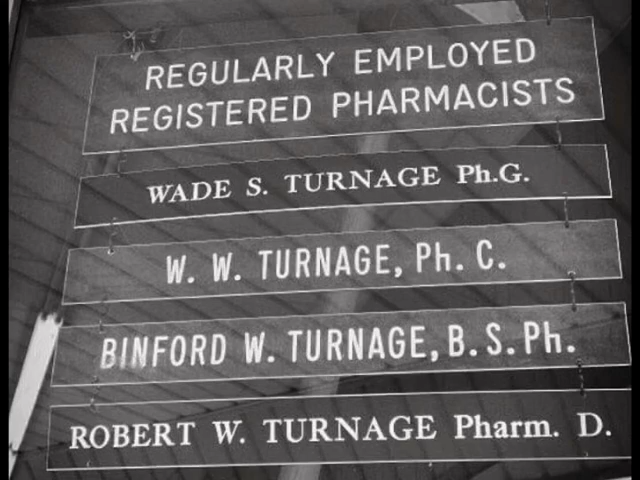 REGULARLY EMPLOYED
REGISTERED PHARMACISTS
WADE S. TURNAGE Ph.G.
W. W. TURNAGE, Ph. C.
BINFORD W. TURNAGE, B. S. Ph.
ROBERT W. TURNAGE Pharm. D.